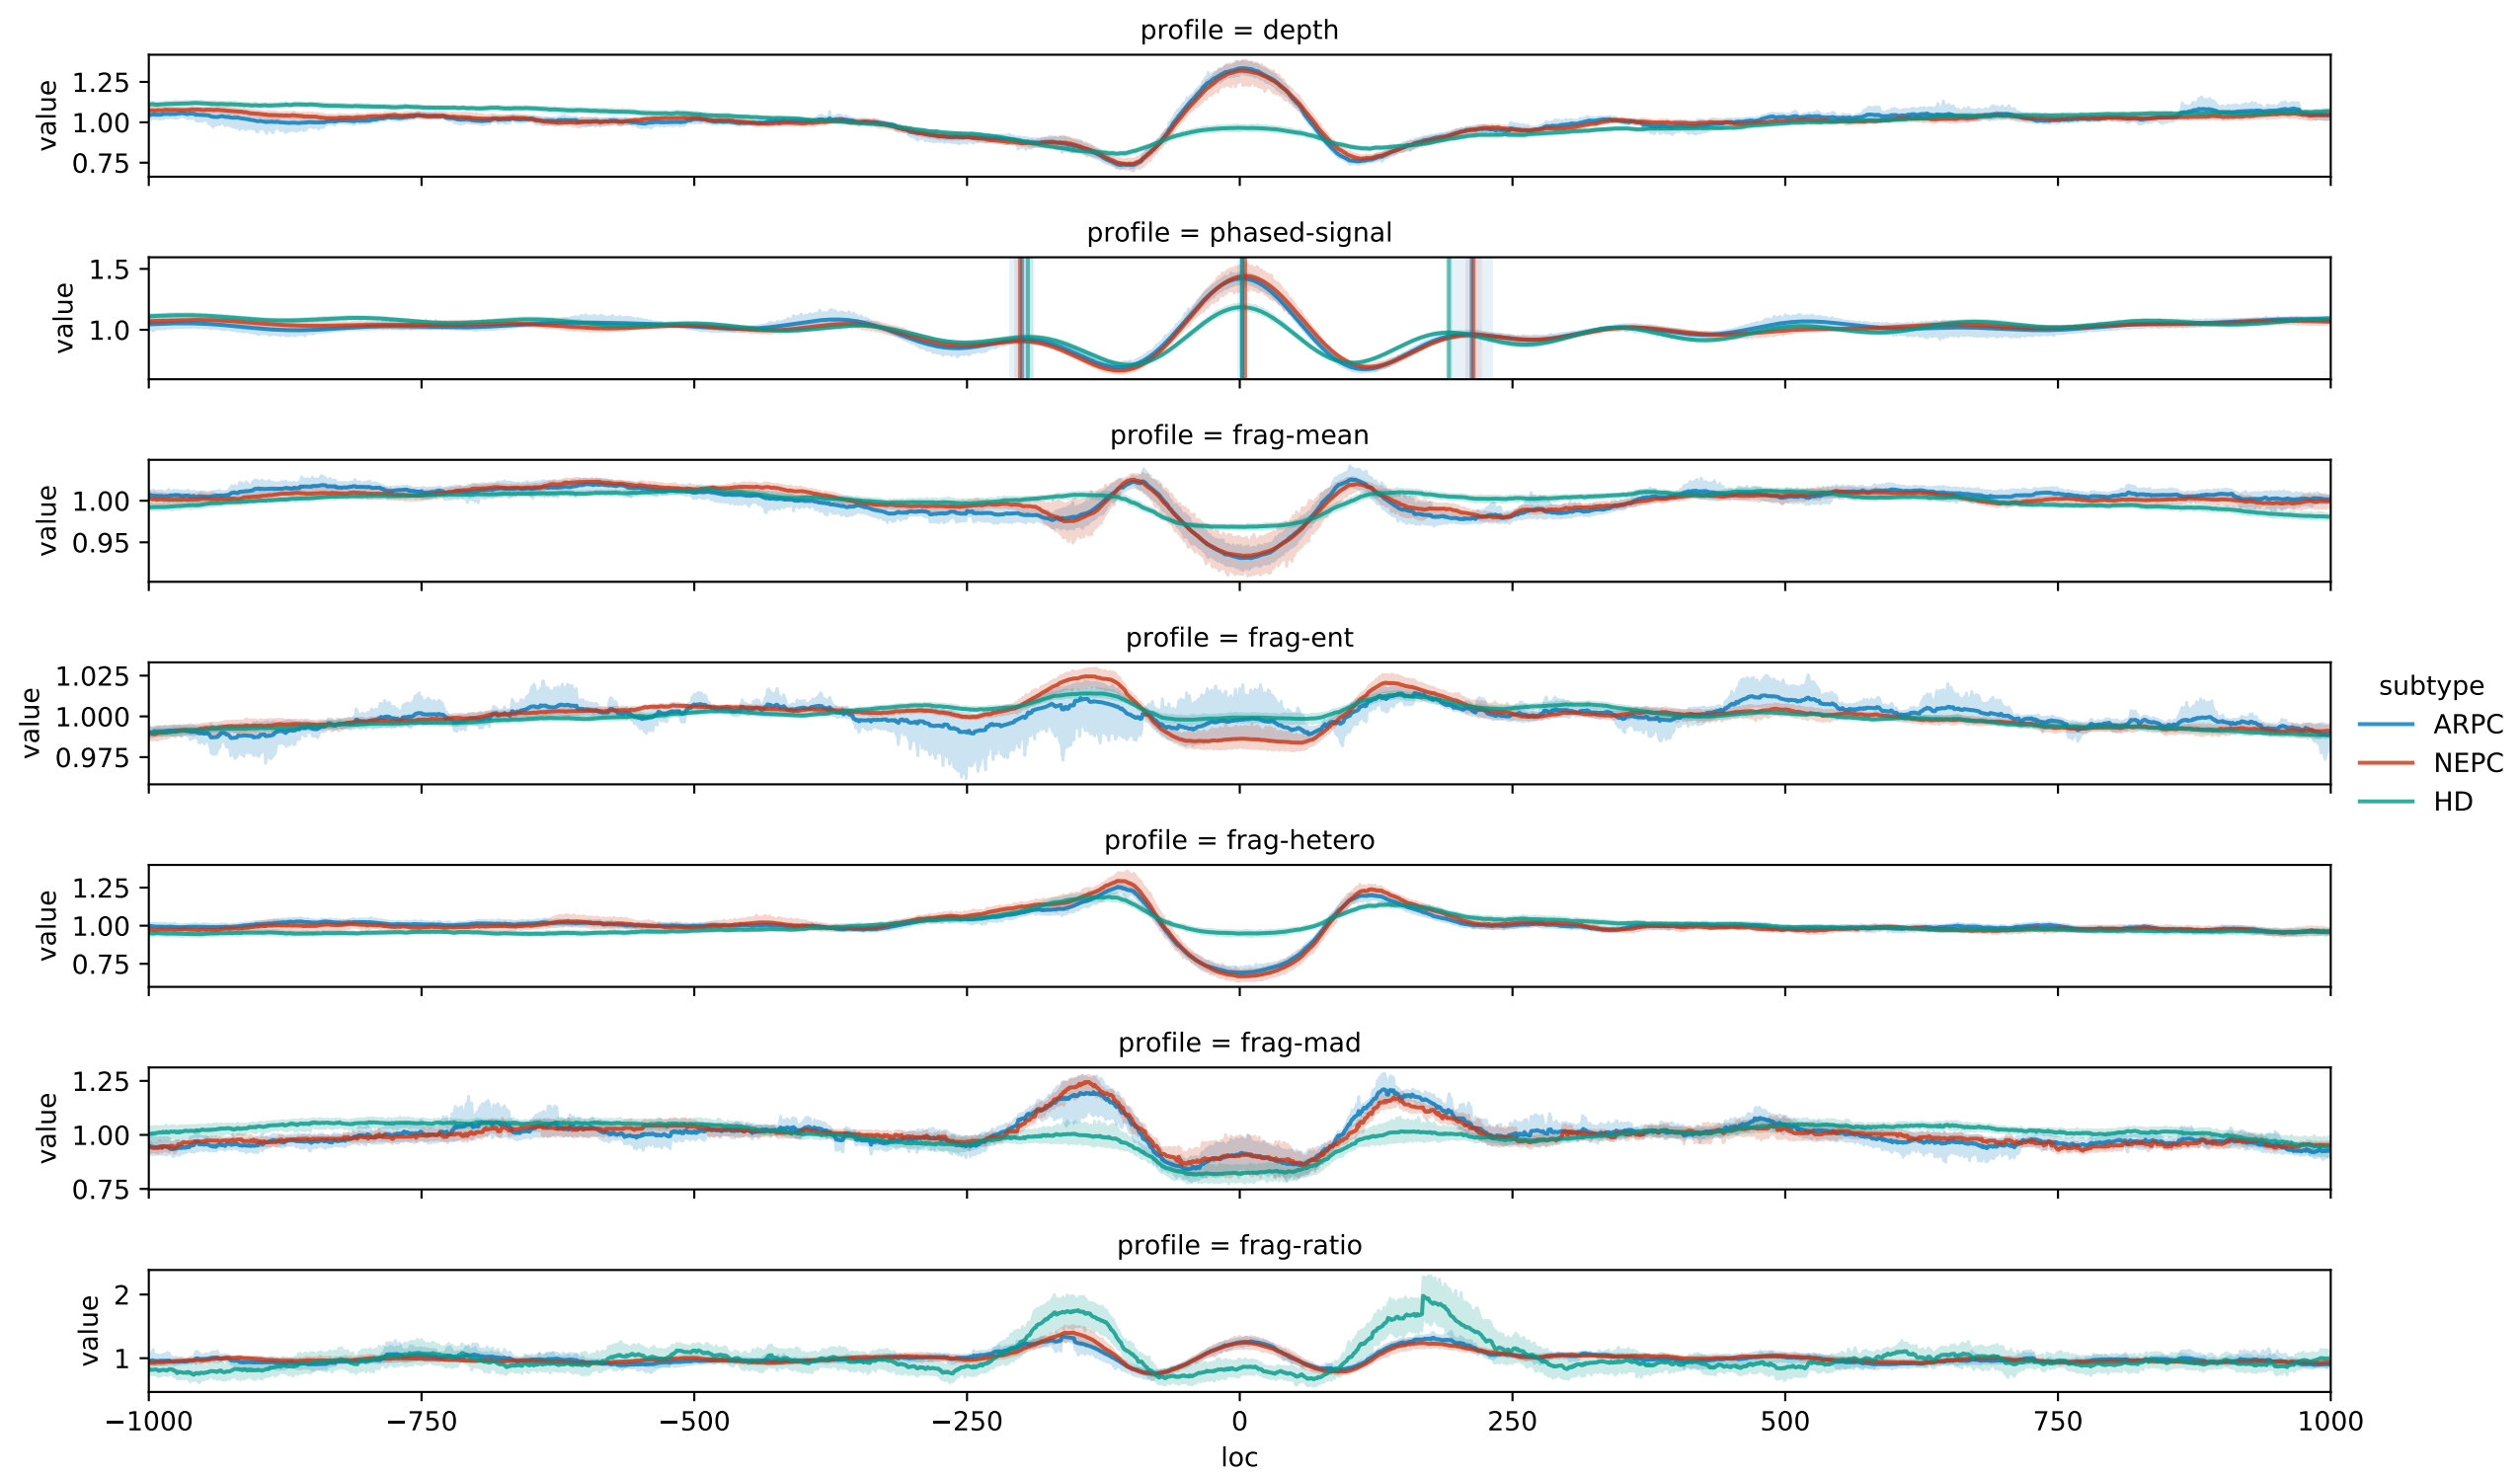 profile = depth
value
1.25
1.00
0.75
profile = phased-signal
value
1.5
1.0
profile = frag-mean
value
1.00
0.95
profile = frag-ent
value
1.025
1.000
0.975
subtype
ARPC
NEPC
HD
profile = frag-hetero
value
1.25
1.00
0.75
profile = frag-mad
value
1.25
1.00
0.75
profile = frag-ratio
value
2
1
−1000 −750 −500 −250 0 250 500 750 1000
loc